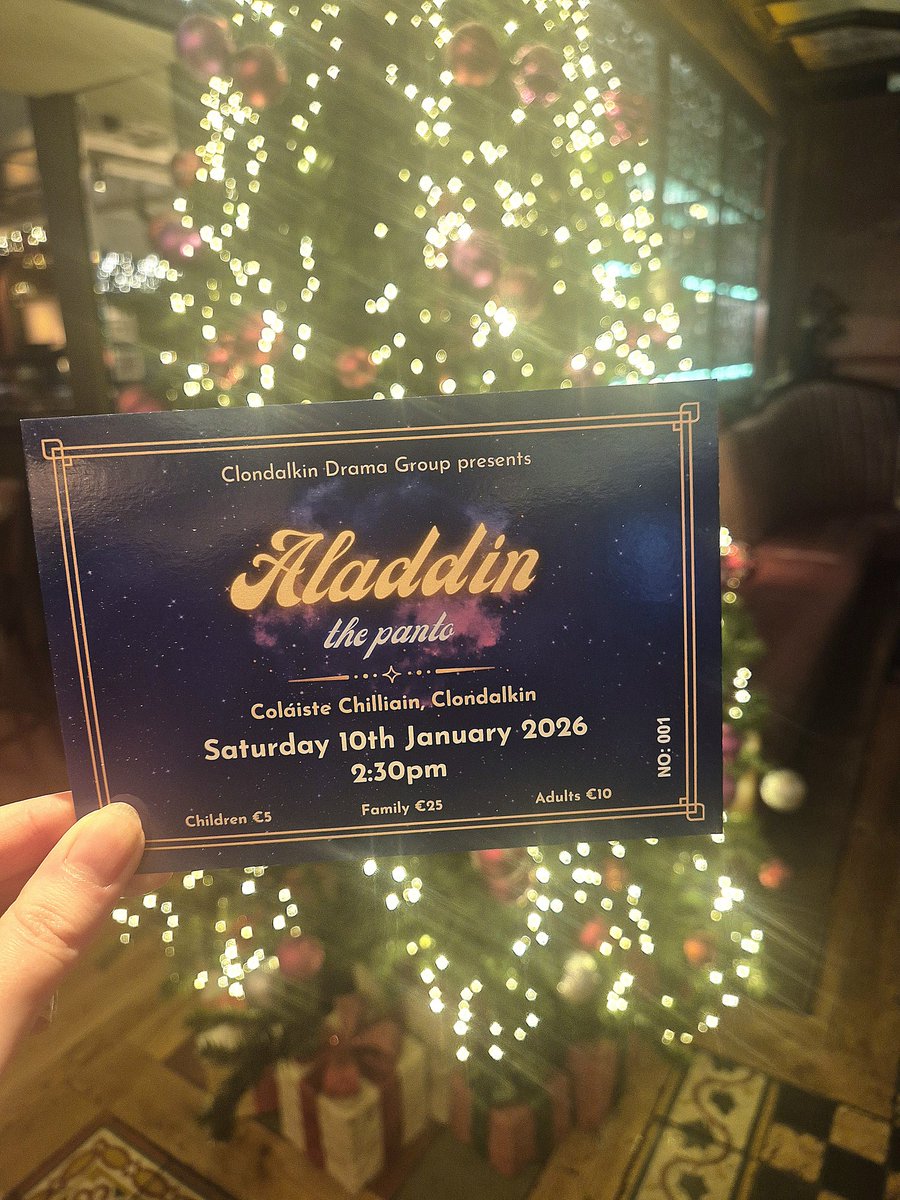 Clondalkin Drama Group presents
Aladdin
the panto
Coláiste Chilliain, Clondalkin
Saturday 10th January 2026
2:30pm
Children €5
Family €25
Adults €10
NO: 001